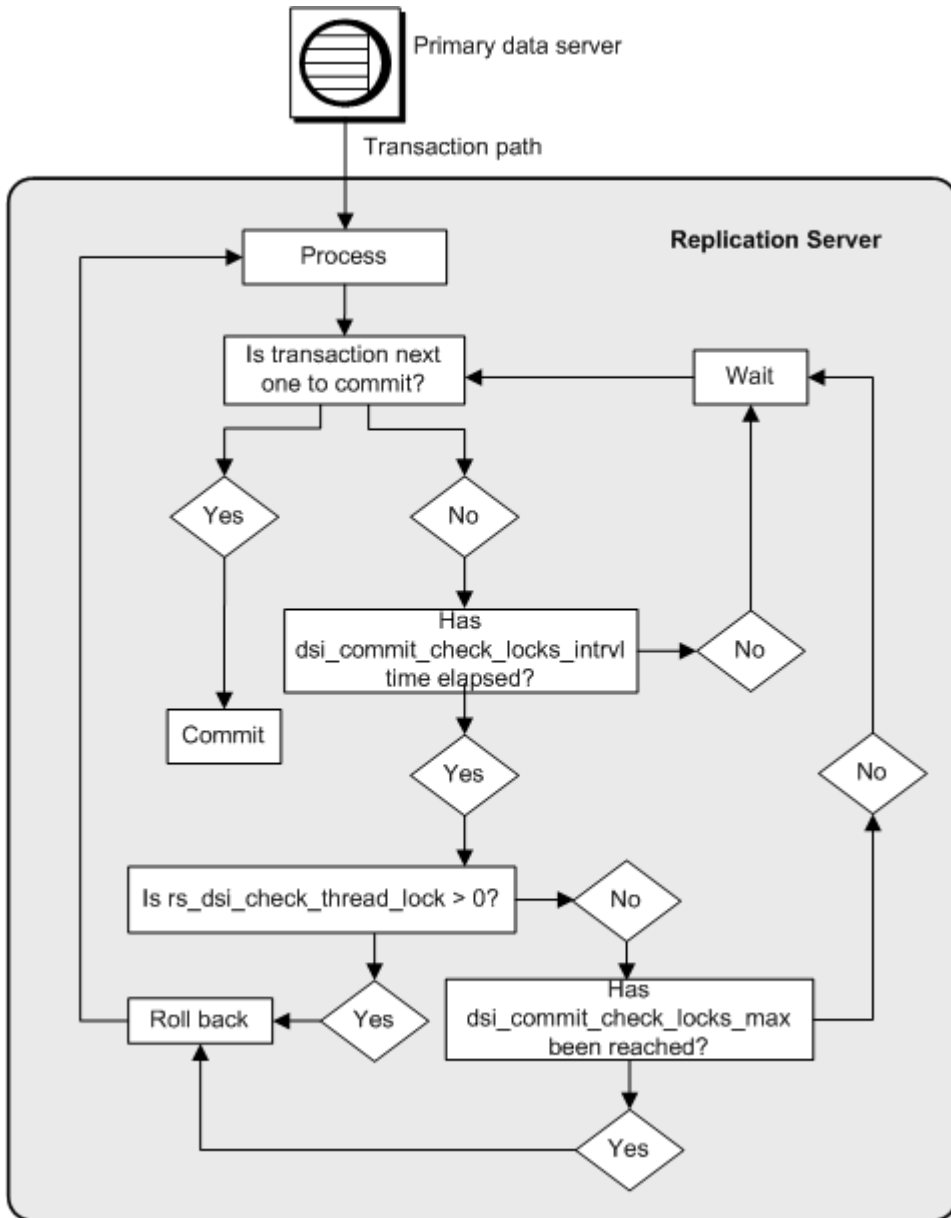 Primary data server
Transaction path
Replication Server
Process
Is transaction next
one to commit?
Wait
Yes
No
Has
dsi_commit_check_locks_intrvl
time elapsed?
No
Commit
Yes
No
Is rs_dsi_check_thread_lock > 0?
No
Roll back
Yes
Has
dsi_commit_check_locks_max
been reached?
Yes